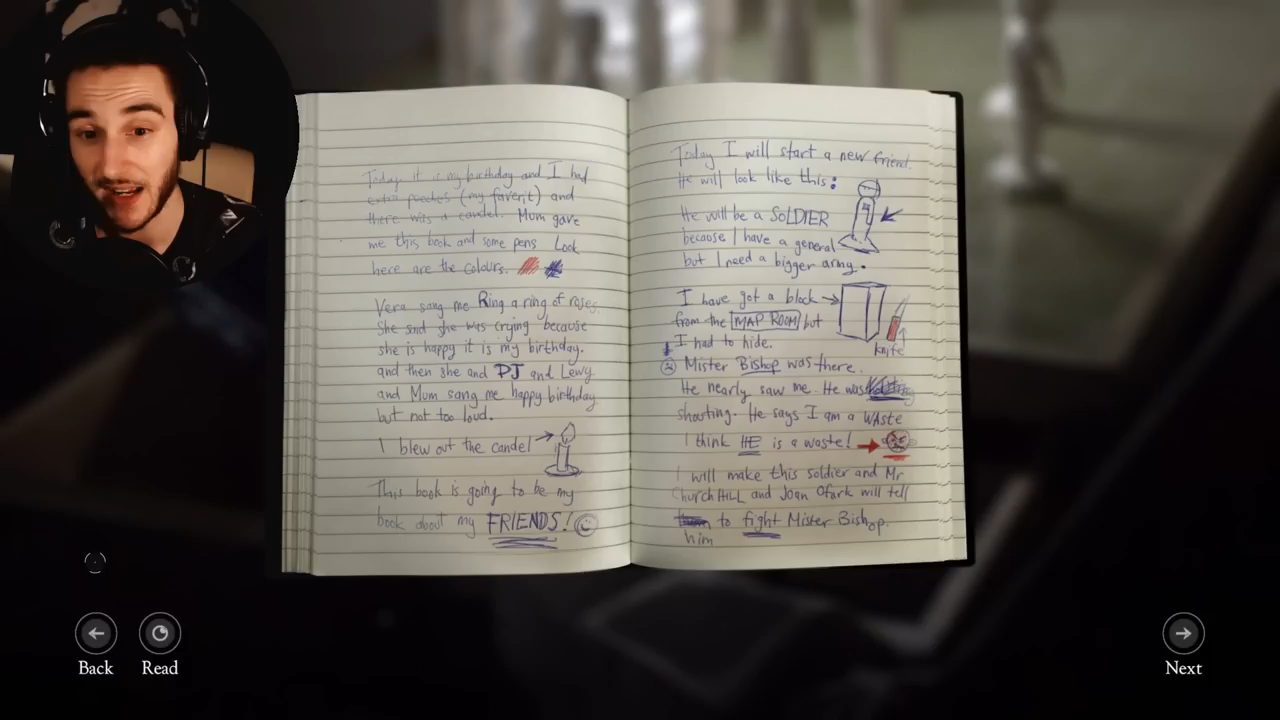 Today it is my birthday and I had
extra peeches (my faverit) and
there was a candel. Mum gave
me this book and some pens Look
here are the colours.
Vera sang me Ring a ring of roses.
She said she was crying because
she is happy it is my birthday.
and then she and PJ and Lewy
and Mum sang me happy birthday
but not too loud.
I blew out the candel
This book is going to be my
book about my FRIENDS!
Today I will start a new friend.
He will look like this:
He will be a SOLDIER
becaose I have a general
but I need a bigger army.
I have got a block
from the MAP ROOM but
I had to hide.
knife
Mister Bishop was there.
He nearly saw me. He was
shouting. He says I am a WASTE
I think HE is a waste!
I will make this soldier and Mr
ChurchHILL and Joan Ofark will tell
him to fight Mister Bishop.
Back
Read
Next